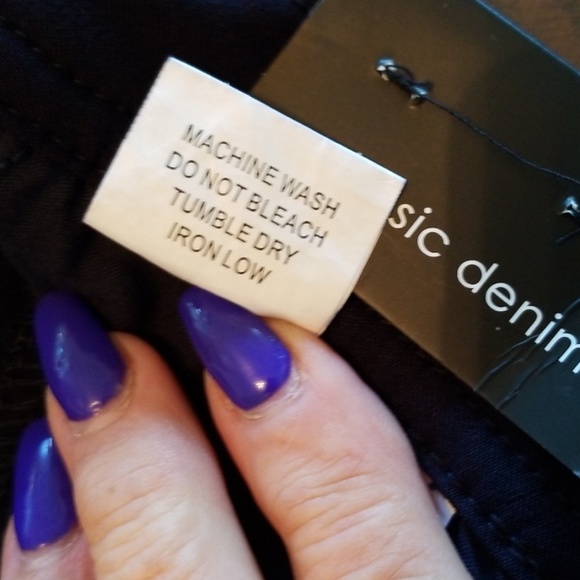 MACHINE WASH
DO NOT BLEACH
TUMBLE DRY
IRON LOW
sic denim